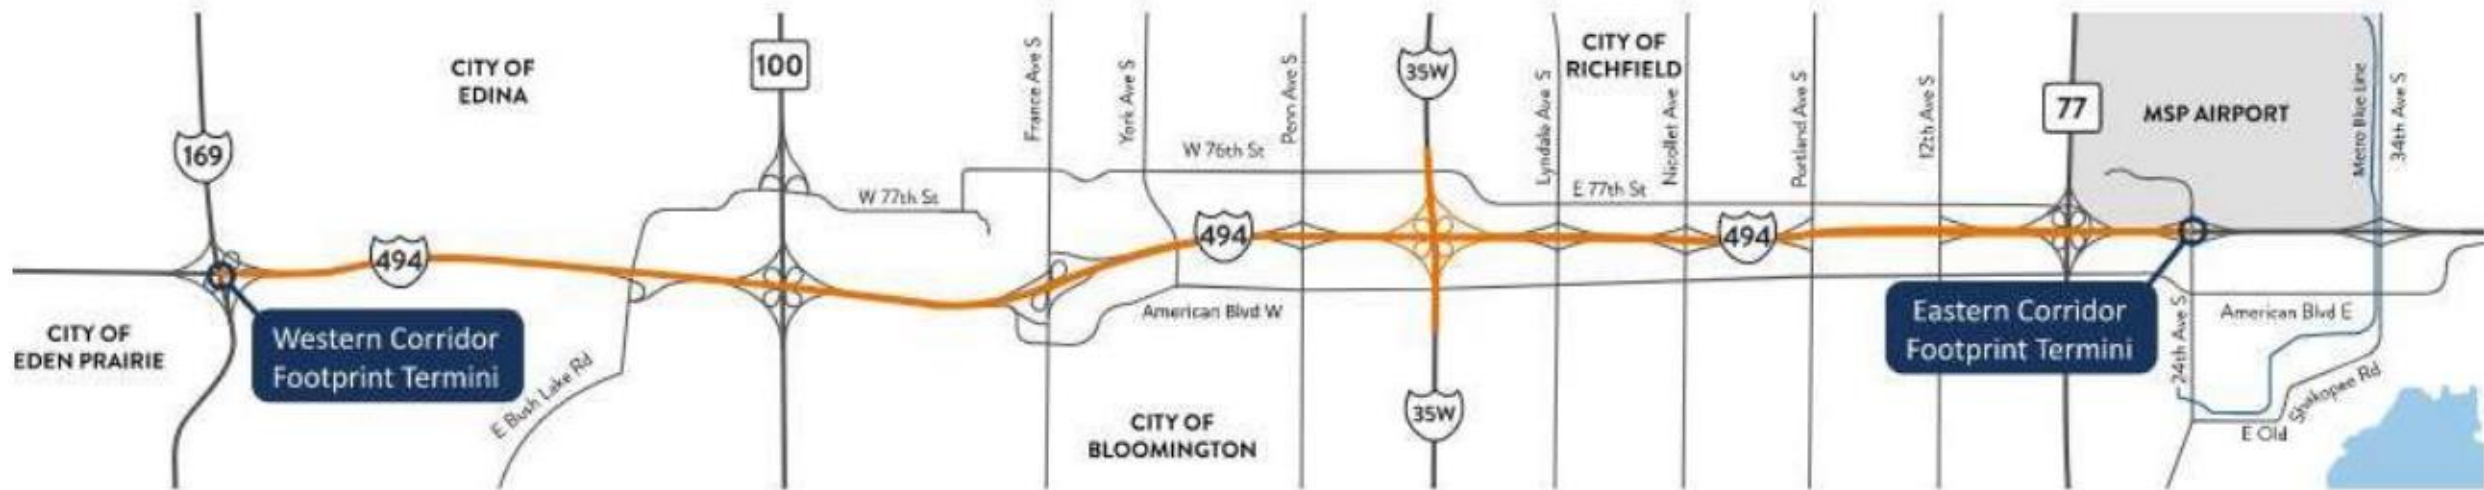 CITY OF
EDINA
100
France Ave S
York Ave S
Penn Ave S
35W
Lyndale Ave S
CITY OF
RICHFIELD
Nicollet Ave
Portland Ave S
12th Ave S
77
MSP AIRPORT
Metro Blue Line
34th Ave S
169
W 76th St
W 77th St
E 77th St
494
494
494
CITY OF
EDEN PRAIRIE
Western Corridor
Footprint Termini
E Bush Lake Rd
American Blvd W
CITY OF
BLOOMINGTON
35W
Eastern Corridor
Footprint Termini
24th Ave S
American Blvd E
E Old
Shakopee Rd